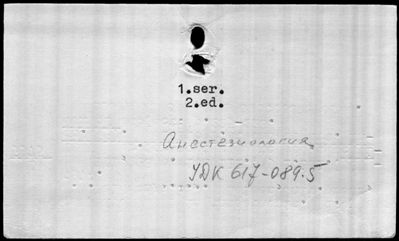 1.ser.
2.ed.
Анестезиология
УДК 617-089.5